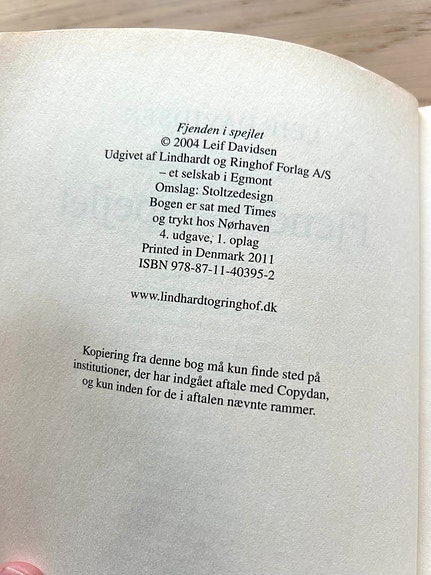 Fjenden i spejlet
© 2004 Leif Davidsen
Udgivet af Lindhardt og Ringhof Forlag A/S
– et selskab i Egmont
Omslag: Stoltzedesign
Bogen er sat med Times
og trykt hos Nørhaven
4. udgave, 1. oplag
Printed in Denmark 2011
ISBN 978-87-11-40395-2
www.lindhardtogringhof.dk
Kopiering fra denne bog må kun finde sted på
institutioner, der har indgået aftale med Copydan,
og kun inden for de i aftalen nævnte rammer.